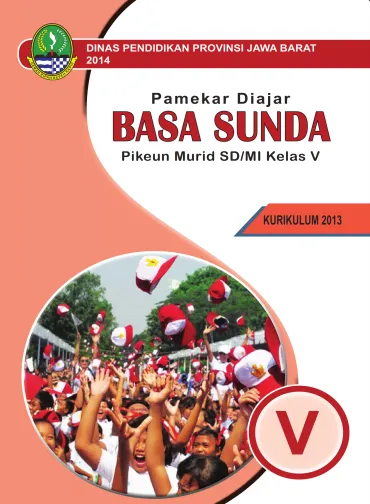 DINAS PENDIDIKAN PROVINSI JAWA BARAT
2014
Pamekar Diajar
BASA SUNDA
Pikeun Murid SD/MI Kelas V
KURIKULUM 2013
V